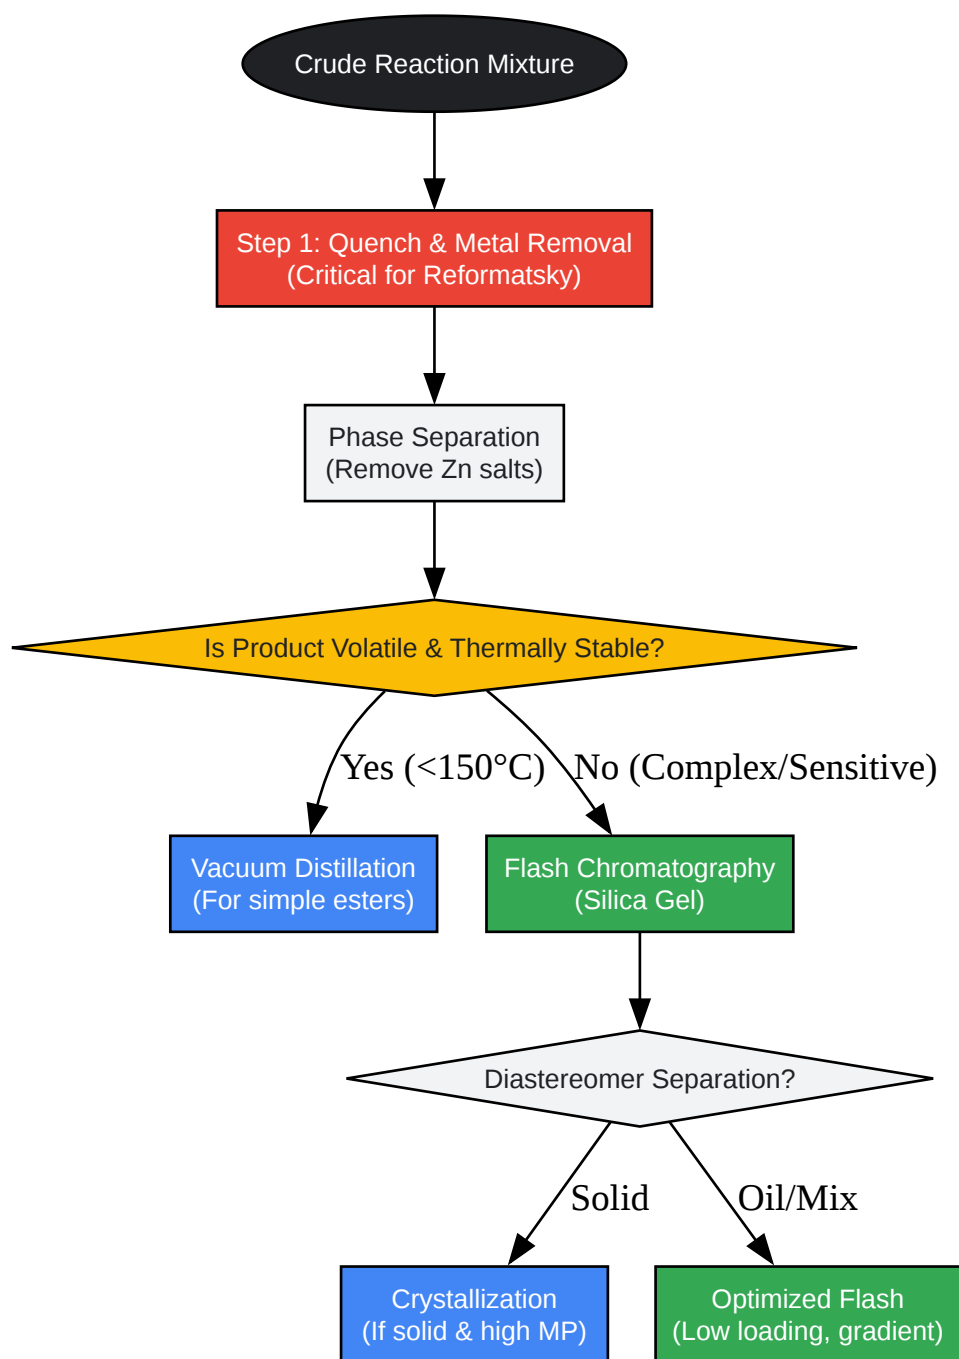 Crude Reaction Mixture
Step 1: Quench & Metal Removal
(Critical for Reformatsky)
Phase Separation
(Remove Zn salts)
Is Product Volatile & Thermally Stable?
Yes (<150°C)
No (Complex/Sensitive)
Vacuum Distillation
(For simple esters)
Flash Chromatography
(Silica Gel)
Diastereomer Separation?
Solid
Oil/Mix
Crystallization
(If solid & high MP)
Optimized Flash
(Low loading, gradient)